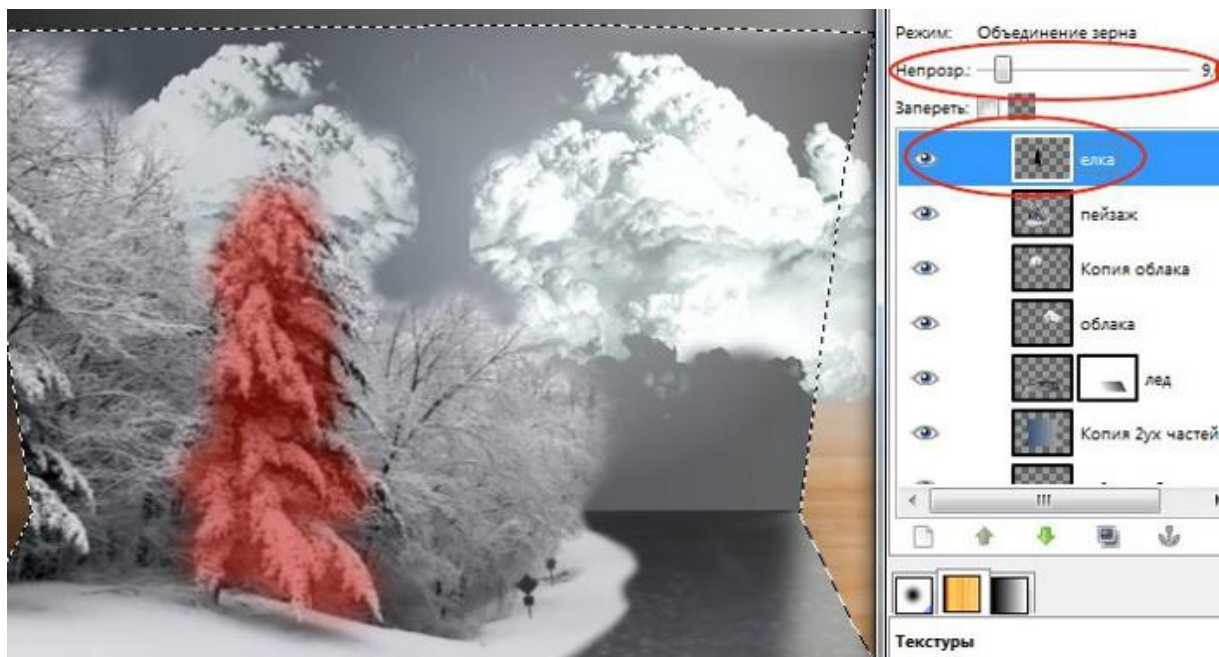 Режим: Объединение зерна
Непрозр.: 9,
Запереть:
елка
пейзаж
Копия облака
облака
лед
Копия 2ух частей
Текстуры